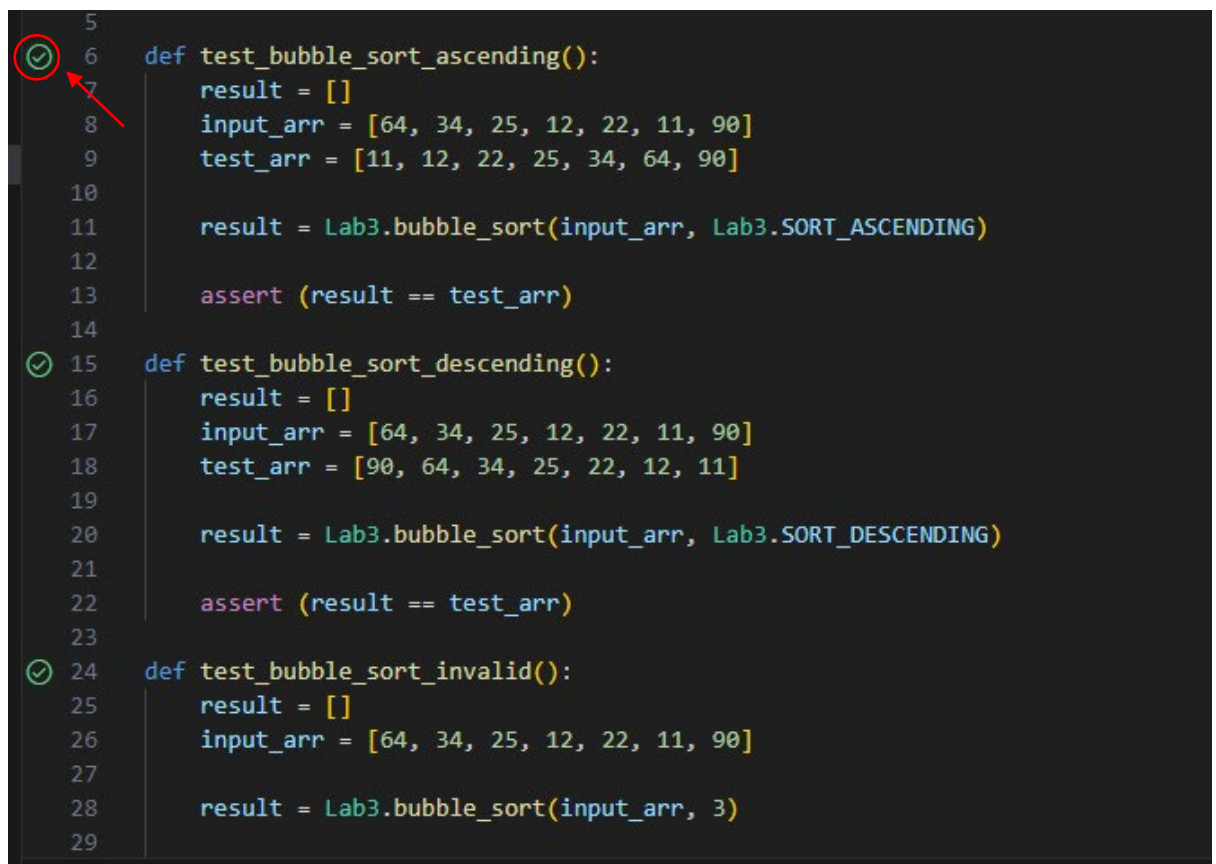 5
6 def test_bubble_sort_ascending():
7 result = []
8 input_arr = [64, 34, 25, 12, 22, 11, 90]
9 test_arr = [11, 12, 22, 25, 34, 64, 90]
10
11 result = Lab3.bubble_sort(input_arr, Lab3.SORT_ASCENDING)
12
13 assert (result == test_arr)
14
15 def test_bubble_sort_descending():
16 result = []
17 input_arr = [64, 34, 25, 12, 22, 11, 90]
18 test_arr = [90, 64, 34, 25, 22, 12, 11]
19
20 result = Lab3.bubble_sort(input_arr, Lab3.SORT_DESCENDING)
21
22 assert (result == test_arr)
23
24 def test_bubble_sort_invalid():
25 result = []
26 input_arr = [64, 34, 25, 12, 22, 11, 90]
27
28 result = Lab3.bubble_sort(input_arr, 3)
29